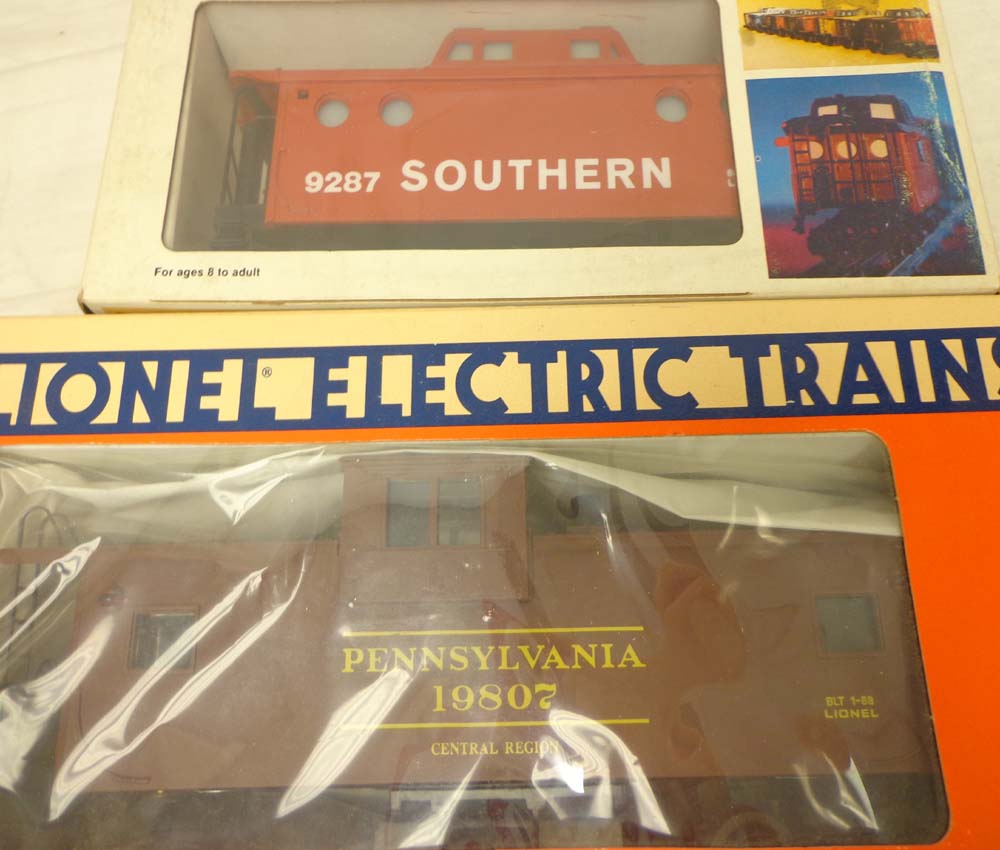 9287 SOUTHERN
For ages 8 to adult
LIONEL® ELECTRIC TRAINS
PENNSYLVANIA
19807
CENTRAL REGION
BLT 1-88
LIONEL